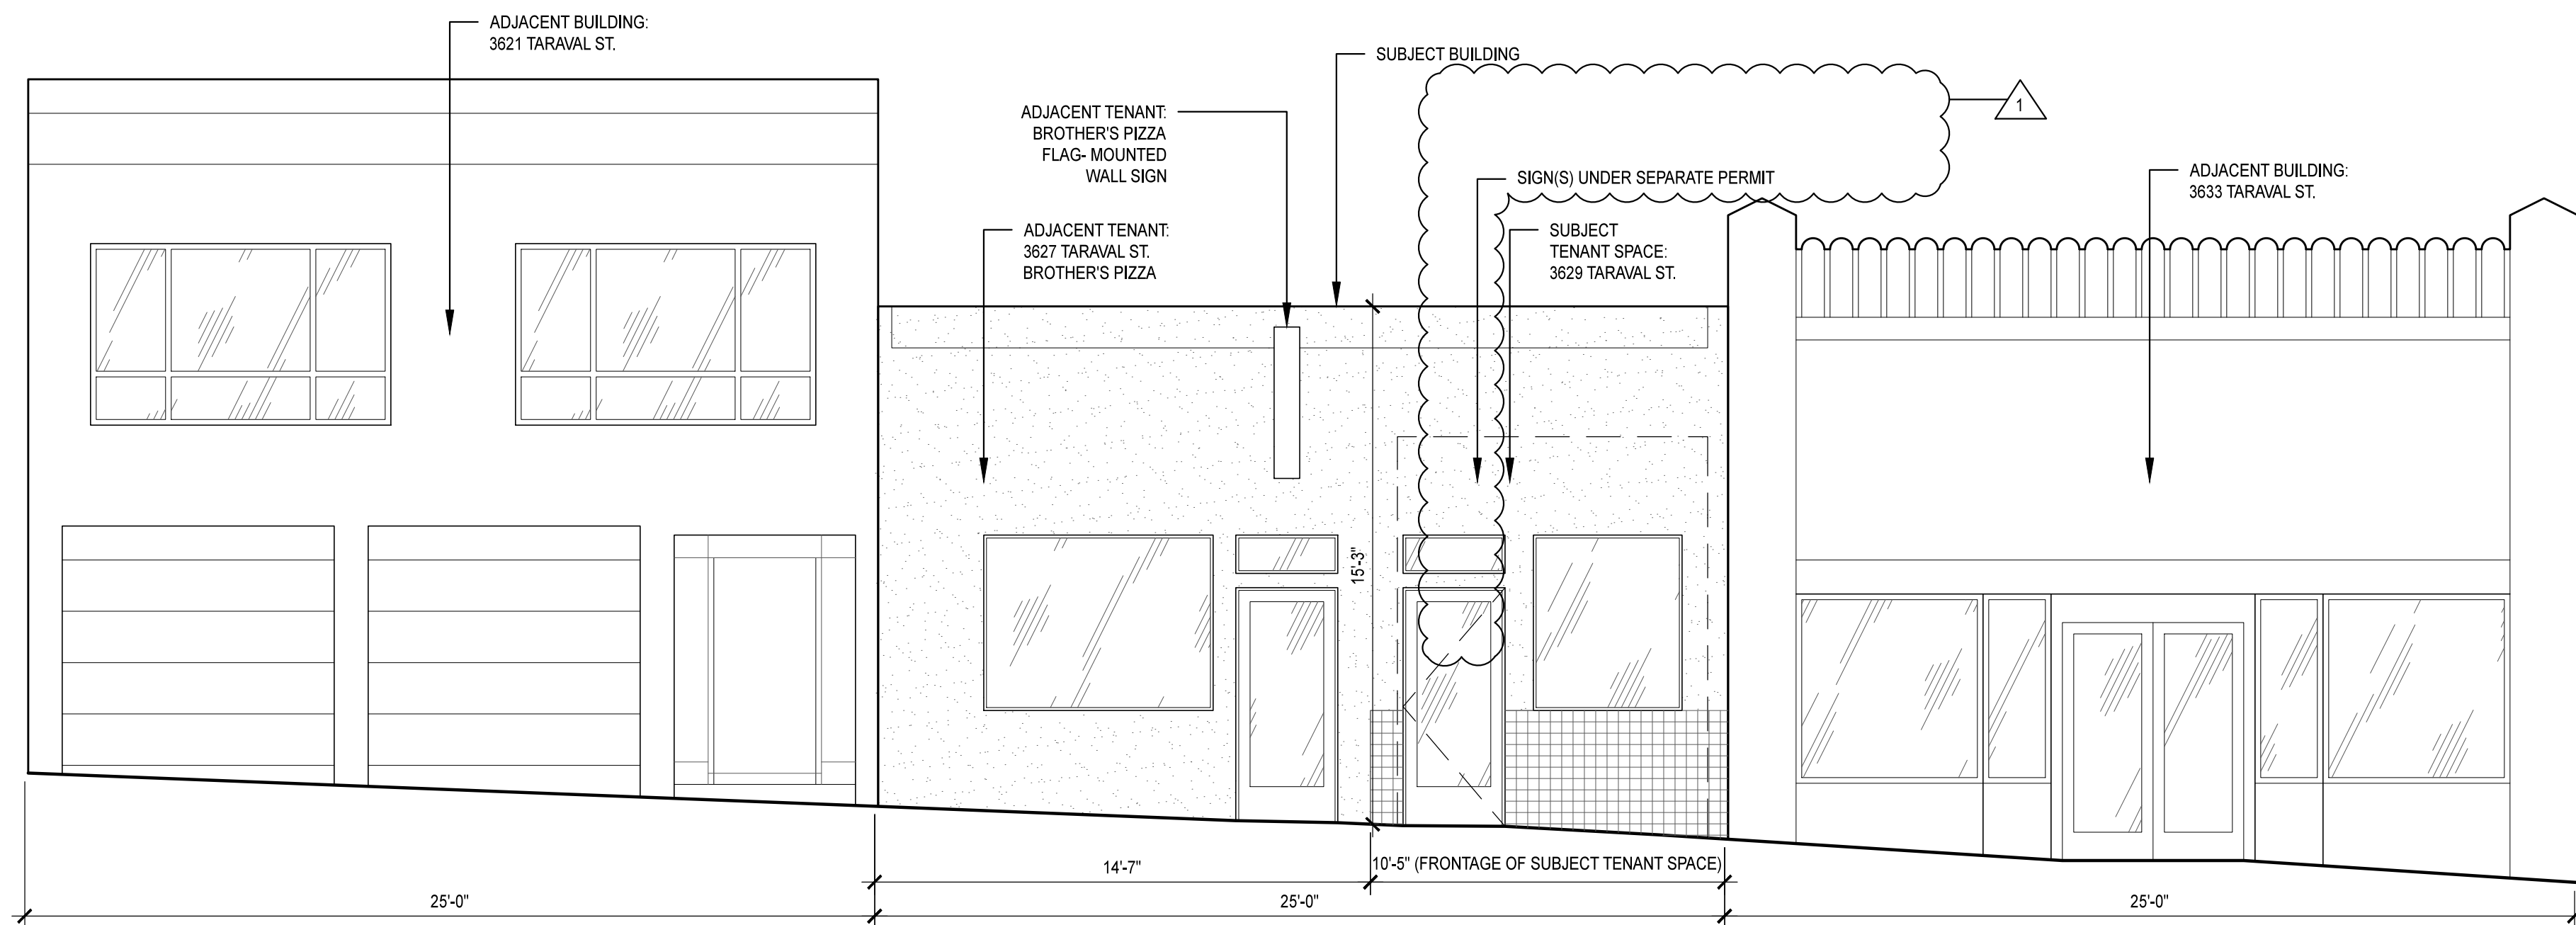 ADJACENT BUILDING:
3621 TARAVAL ST.
SUBJECT BUILDING
1
ADJACENT TENANT:
BROTHER'S PIZZA
FLAG- MOUNTED
WALL SIGN
SIGN(S) UNDER SEPARATE PERMIT
ADJACENT BUILDING:
3633 TARAVAL ST.
ADJACENT TENANT:
3627 TARAVAL ST.
BROTHER'S PIZZA
SUBJECT
TENANT SPACE:
3629 TARAVAL ST.
15'-3"
14'-7"
10'-5" (FRONTAGE OF SUBJECT TENANT SPACE)
25'-0"
25'-0"
25'-0"